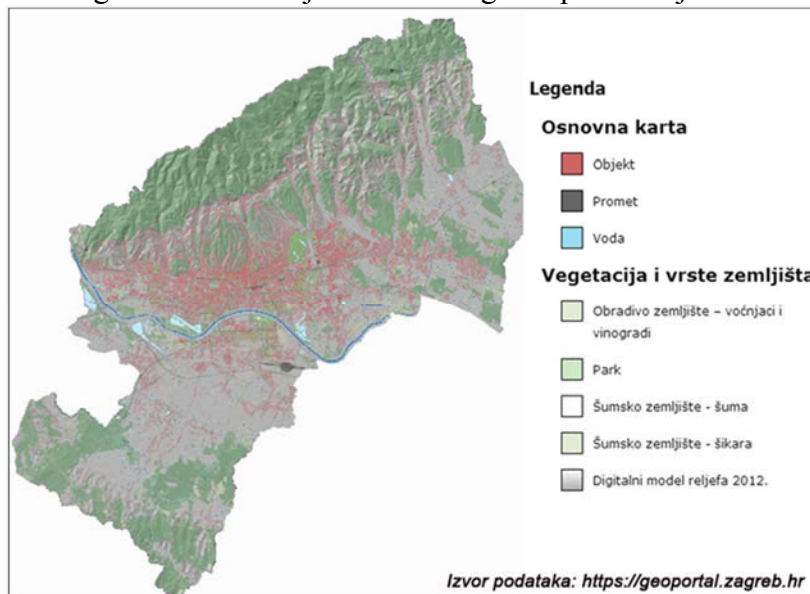 Legenda
Osnovna karta
Objekt
Promet
Voda
Vegetacija i vrste zemljišta
Obradivo zemljište – voćnjaci i
vinogradi
Park
Šumsko zemljište - šuma
Šumsko zemljište - šikara
Digitalni model reljefa 2012.
Izvor podataka: https://geoportal.zagreb.hr